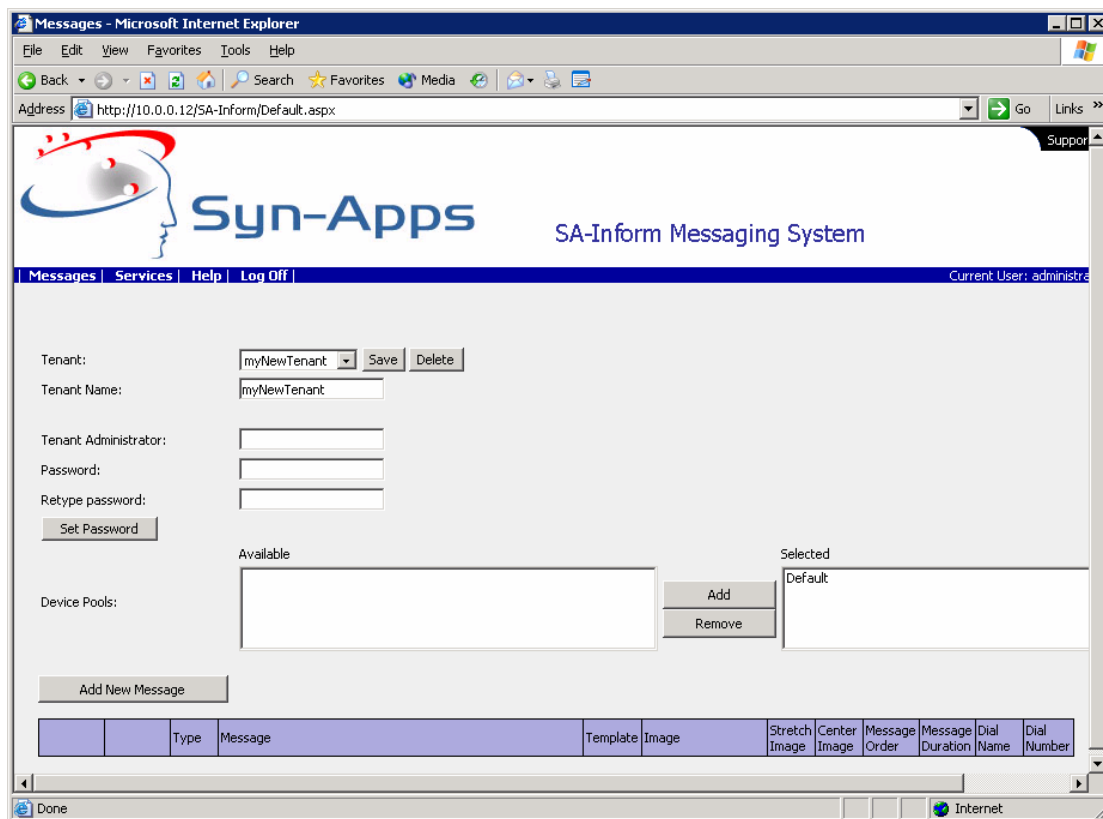 Messages - Microsoft Internet Explorer
File Edit View Favorites Tools Help
Back Search Favorites Media
Address http://10.0.0.12/SA-Inform/Default.aspx Go Links »
Suppor
Syn-Apps
SA-Inform Messaging System
| Messages | Services | Help | Log Off | Current User: administra
Tenant: myNewTenant Save Delete
Tenant Name: myNewTenant
Tenant Administrator:
Password:
Retype password:
Set Password
Available Selected
Default
Device Pools: Add
Remove
Add New Message
Type Message Template Image Stretch Image Center Image Message Order Message Duration Dial Name Dial Number
Done Internet